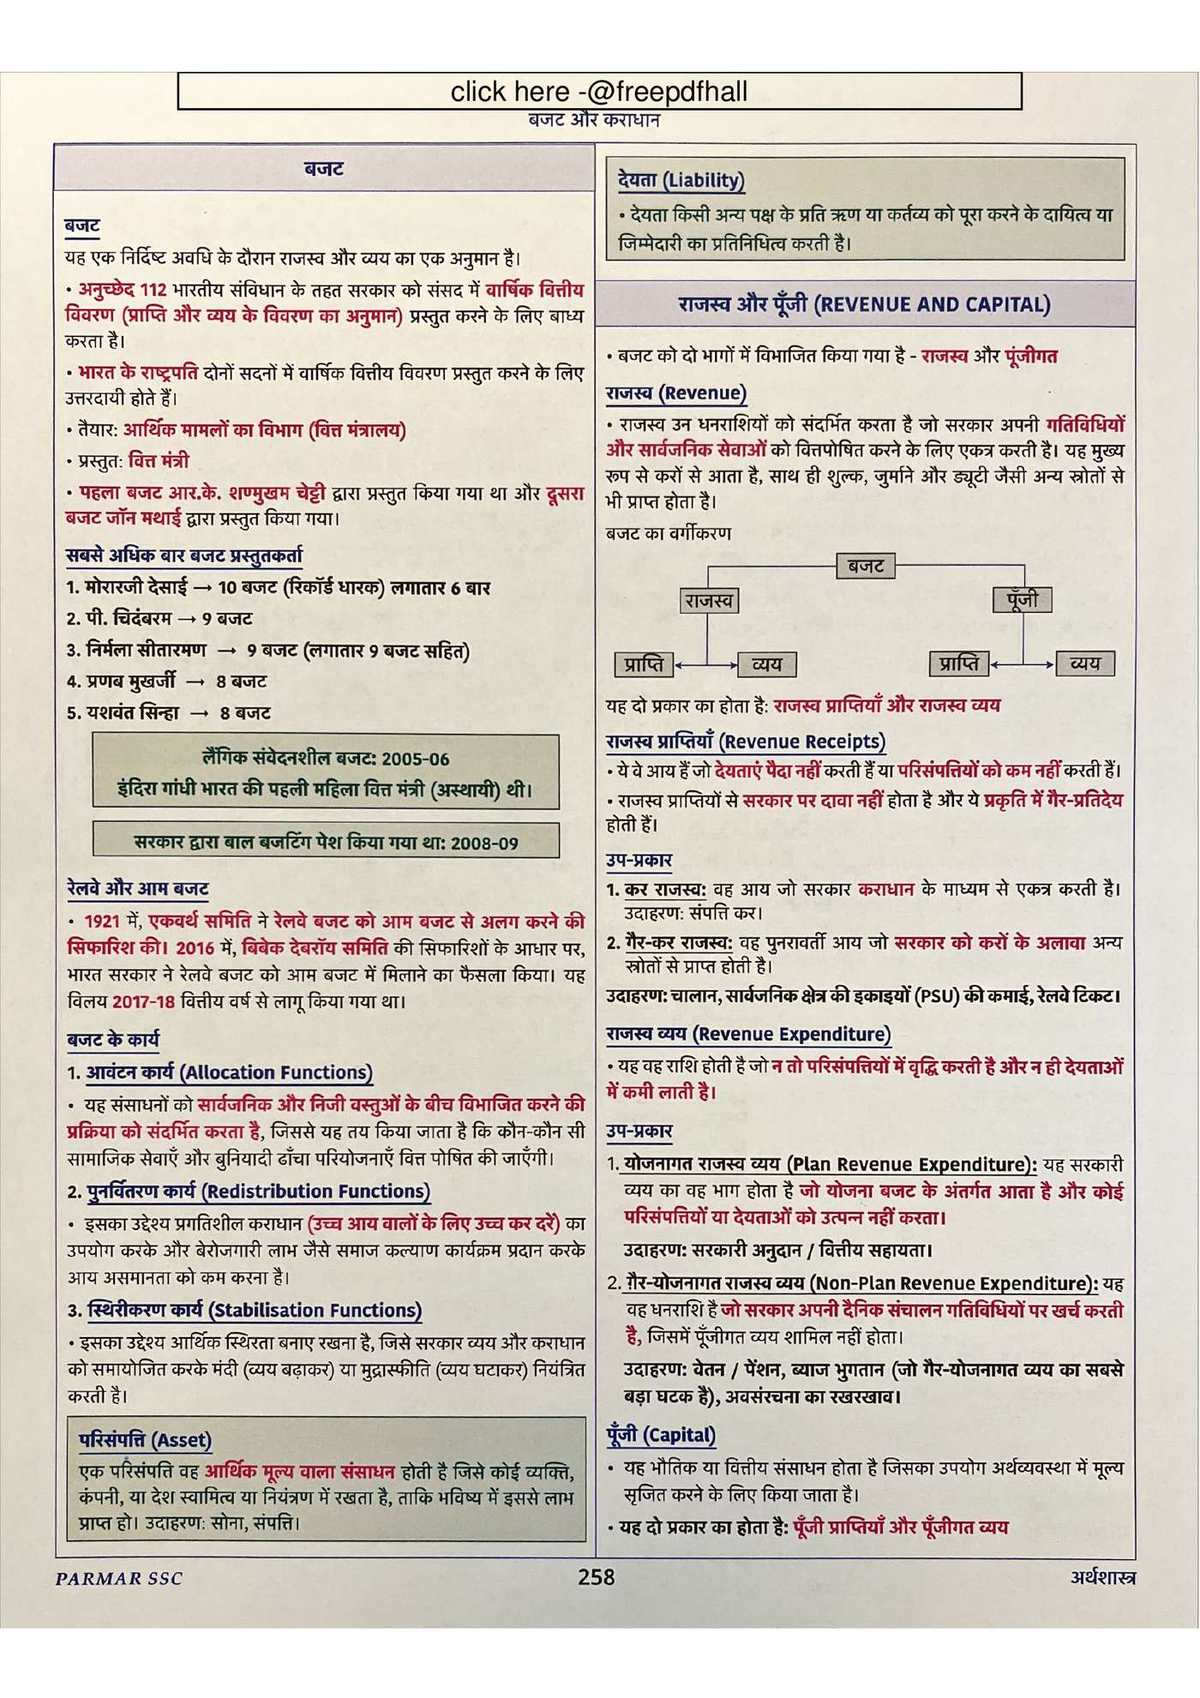 click here -@freepdfhall
बजट और कराधान
बजट
बजट
यह एक निर्दिष्ट अवधि के दौरान राजस्व और व्यय का एक अनुमान है।
• अनुच्छेद 112 भारतीय संविधान के तहत सरकार को संसद में वार्षिक वित्तीय
विवरण (प्राप्ति और व्यय के विवरण का अनुमान) प्रस्तुत करने के लिए बाध्य
करता है।
• भारत के राष्ट्रपति दोनों सदनों में वार्षिक वित्तीय विवरण प्रस्तुत करने के लिए
उत्तरदायी होते हैं।
• तैयार: आर्थिक मामलों का विभाग (वित्त मंत्रालय)
• प्रस्तुत: वित्त मंत्री
• पहला बजट आर.के. शण्मुखम चेट्टी द्वारा प्रस्तुत किया गया था और दूसरा
बजट जॉन मथाई द्वारा प्रस्तुत किया गया।
सबसे अधिक बार बजट प्रस्तुतकर्ता
1. मोरारजी देसाई → 10 बजट (रिकॉर्ड धारक) लगातार 6 बार
2. पी. चिदंबरम → 9 बजट
3. निर्मला सीतारमण → 9 बजट (लगातार 9 बजट सहित)
4. प्रणब मुखर्जी → 8 बजट
5. यशवंत सिन्हा → 8 बजट
लैंगिक संवेदनशील बजट: 2005-06
इंदिरा गांधी भारत की पहली महिला वित्त मंत्री (अस्थायी) थी।
सरकार द्वारा बाल बजटिंग पेश किया गया था: 2008-09
रेलवे और आम बजट
• 1921 में, एकवर्थ समिति ने रेलवे बजट को आम बजट से अलग करने की
सिफारिश की। 2016 में, बिबेक देबरॉय समिति की सिफारिशों के आधार पर,
भारत सरकार ने रेलवे बजट को आम बजट में मिलाने का फैसला किया। यह
विलय 2017-18 वित्तीय वर्ष से लागू किया गया था।
बजट के कार्य
1. आवंटन कार्य (Allocation Functions)
• यह संसाधनों को सार्वजनिक और निजी वस्तुओं के बीच विभाजित करने की
प्रक्रिया को संदर्भित करता है, जिससे यह तय किया जाता है कि कौन-कौन सी
सामाजिक सेवाएँ और बुनियादी ढाँचा परियोजनाएँ वित्त पोषित की जाएँगी।
2. पुनर्वितरण कार्य (Redistribution Functions)
• इसका उद्देश्य प्रगतिशील कराधान (उच्च आय वालों के लिए उच्च कर दरें) का
उपयोग करके और बेरोजगारी लाभ जैसे समाज कल्याण कार्यक्रम प्रदान करके
आय असमानता को कम करना है।
3. स्थिरीकरण कार्य (Stabilisation Functions)
• इसका उद्देश्य आर्थिक स्थिरता बनाए रखना है, जिसे सरकार व्यय और कराधान
को समायोजित करके मंदी (व्यय बढ़ाकर) या मुद्रास्फीति (व्यय घटाकर) नियंत्रित
करती है।
परिसंपत्ति (Asset)
एक परिसंपत्ति वह आर्थिक मूल्य वाला संसाधन होती है जिसे कोई व्यक्ति,
कंपनी, या देश स्वामित्व या नियंत्रण में रखता है, ताकि भविष्य में इससे लाभ
प्राप्त हो। उदाहरण: सोना, संपत्ति।
देयता (Liability)
• देयता किसी अन्य पक्ष के प्रति ऋण या कर्तव्य को पूरा करने के दायित्व या
जिम्मेदारी का प्रतिनिधित्व करती है।
राजस्व और पूँजी (REVENUE AND CAPITAL)
• बजट को दो भागों में विभाजित किया गया है - राजस्व और पूंजीगत
राजस्व (Revenue)
• राजस्व उन धनराशियों को संदर्भित करता है जो सरकार अपनी गतिविधियों
और सार्वजनिक सेवाओं को वित्तपोषित करने के लिए एकत्र करती है। यह मुख्य
रूप से करों से आता है, साथ ही शुल्क, जुर्माने और ड्यूटी जैसी अन्य स्रोतों से
भी प्राप्त होता है।
बजट का वर्गीकरण
बजट
राजस्व पूँजी
प्राप्ति व्यय प्राप्ति व्यय
यह दो प्रकार का होता है: राजस्व प्राप्तियाँ और राजस्व व्यय
राजस्व प्राप्तियाँ (Revenue Receipts)
• ये वे आय हैं जो देयताएं पैदा नहीं करती हैं या परिसंपत्तियों को कम नहीं करती हैं।
• राजस्व प्राप्तियों से सरकार पर दावा नहीं होता है और ये प्रकृति में गैर-प्रतिदेय
होती हैं।
उप-प्रकार
1. कर राजस्व: वह आय जो सरकार कराधान के माध्यम से एकत्र करती है।
उदाहरण: संपत्ति कर।
2. गैर-कर राजस्व: वह पुनरावर्ती आय जो सरकार को करों के अलावा अन्य
स्रोतों से प्राप्त होती है।
उदाहरण: चालान, सार्वजनिक क्षेत्र की इकाइयों (PSU) की कमाई, रेलवे टिकट।
राजस्व व्यय (Revenue Expenditure)
• यह वह राशि होती है जो न तो परिसंपत्तियों में वृद्धि करती है और न ही देयताओं
में कमी लाती है।
उप-प्रकार
1. योजनागत राजस्व व्यय (Plan Revenue Expenditure): यह सरकारी
व्यय का वह भाग होता है जो योजना बजट के अंतर्गत आता है और कोई
परिसंपत्तियों या देयताओं को उत्पन्न नहीं करता।
उदाहरण: सरकारी अनुदान / वित्तीय सहायता।
2. ग़ैर-योजनागत राजस्व व्यय (Non-Plan Revenue Expenditure): यह
वह धनराशि है जो सरकार अपनी दैनिक संचालन गतिविधियों पर खर्च करती
है, जिसमें पूँजीगत व्यय शामिल नहीं होता।
उदाहरण: वेतन / पेंशन, ब्याज भुगतान (जो गैर-योजनागत व्यय का सबसे
बड़ा घटक है), अवसंरचना का रखरखाव।
पूँजी (Capital)
• यह भौतिक या वित्तीय संसाधन होता है जिसका उपयोग अर्थव्यवस्था में मूल्य
सृजित करने के लिए किया जाता है।
• यह दो प्रकार का होता है: पूँजी प्राप्तियाँ और पूँजीगत व्यय
PARMAR SSC 258 अर्थशास्त्र